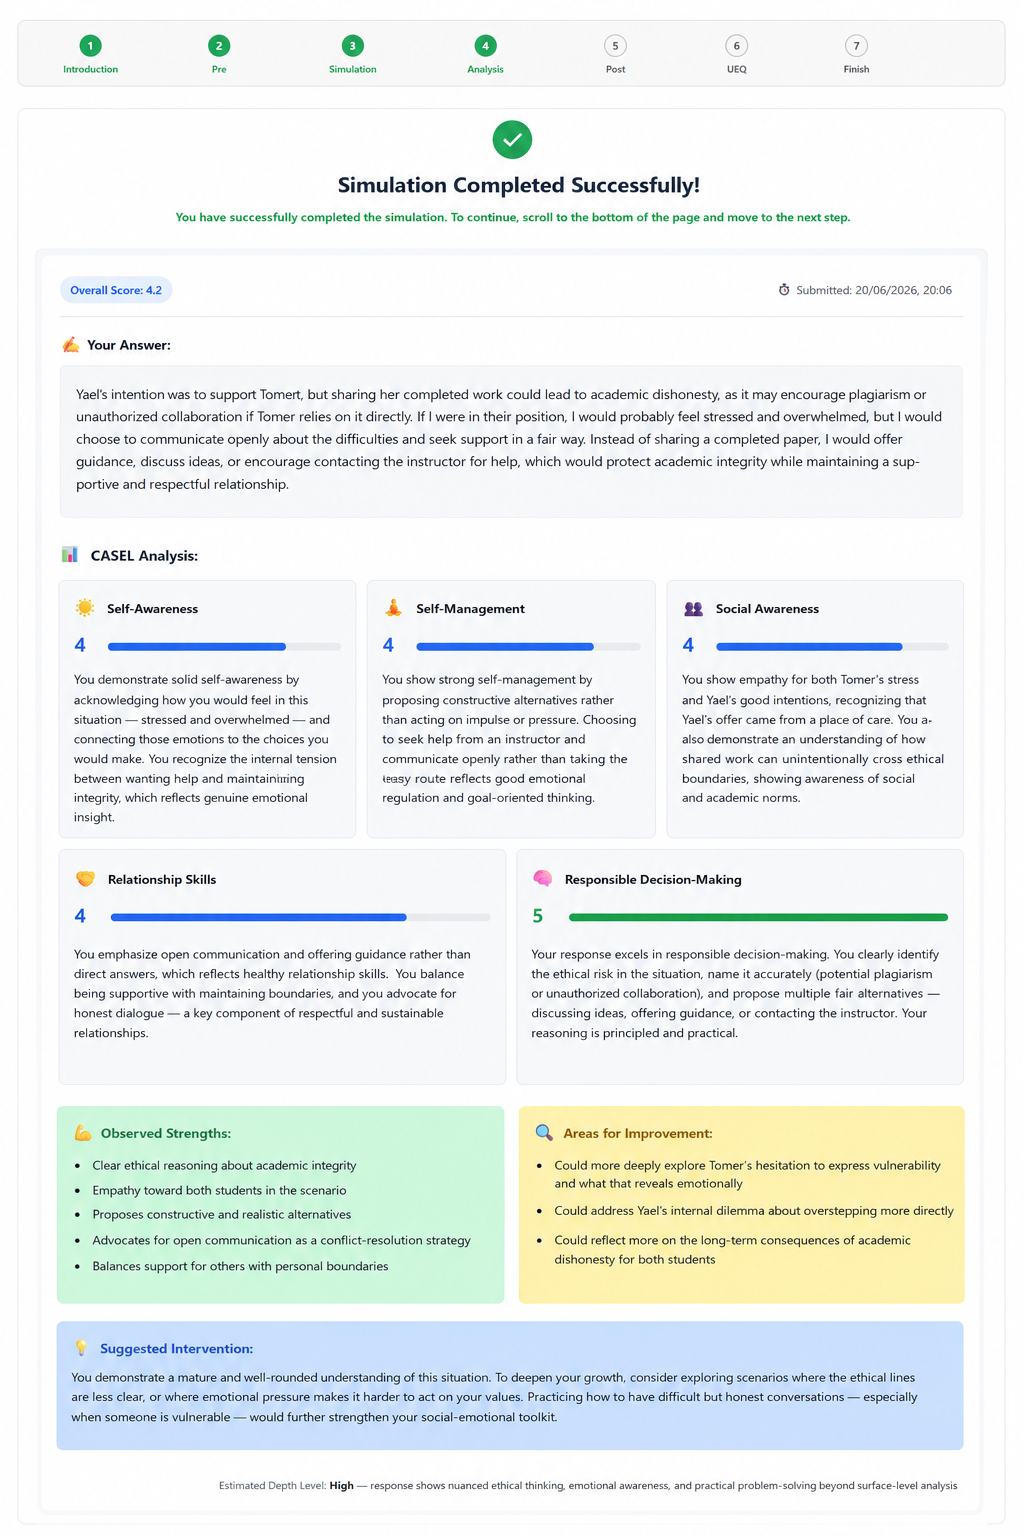 1 2 3 4 5 6 7
Introduction Pre Simulation Analysis Post UEQ Finish
Simulation Completed Successfully!
You have successfully completed the simulation. To continue, scroll to the bottom of the page and move to the next step.
Overall Score: 4.2
Submitted: 20/06/2026, 20:06
Your Answer:
Yael's intention was to support Tomert, but sharing her completed work could lead to academic dishonesty, as it may encourage plagiarism or
unauthorized collaboration if Tomer relies on it directly. If I were in their position, I would probably feel stressed and overwhelmed, but I would
choose to communicate openly about the difficulties and seek support in a fair way. Instead of sharing a completed paper, I would offer
guidance, discuss ideas, or encourage contacting the instructor for help, which would protect academic integrity while maintaining a sup-
portive and respectful relationship.
CASEL Analysis:
Self-Awareness
4
You demonstrate solid self-awareness by
acknowledging how you would feel in this
situation — stressed and overwhelmed — and
connecting those emotions to the choices you
would make. You recognize the internal tension
between wanting help and maintaining
integrity, which reflects genuine emotional
insight.
Self-Management
4
You show strong self-management by
proposing constructive alternatives rather
than acting on impulse or pressure. Choosing
to seek help from an instructor and
communicate openly rather than taking the
route reflects good emotional
regulation and goal-oriented thinking.
Social Awareness
4
You show empathy for both Tomer's stress
and Yael's good intentions, recognizing that
Yael's offer came from a place of care. You a-
also demonstrate an understanding of how
shared work can unintentionally cross ethical
boundaries, showing awareness of social
and academic norms.
Relationship Skills
4
You emphasize open communication and offering guidance rather than
direct answers, which reflects healthy relationship skills. You balance
being supportive with maintaining boundaries, and you advocate for
honest dialogue — a key component of respectful and sustainable
relationships.
Responsible Decision-Making
5
Your response excels in responsible decision-making. You clearly identify
the ethical risk in the situation, name it accurately (potential plagiarism
or unauthorized collaboration), and propose multiple fair alternatives —
discussing ideas, offering guidance, or contacting the instructor. Your
reasoning is principled and practical.
Observed Strengths:
• Clear ethical reasoning about academic integrity
• Empathy toward both students in the scenario
• Proposes constructive and realistic alternatives
• Advocates for open communication as a conflict-resolution strategy
• Balances support for others with personal boundaries
Areas for Improvement:
• Could more deeply explore Tomer's hesitation to express vulnerability
and what that reveals emotionally
• Could address Yael's internal dilemma about overstepping more directly
• Could reflect more on the long-term consequences of academic
dishonesty for both students
Suggested Intervention:
You demonstrate a mature and well-rounded understanding of this situation. To deepen your growth, consider exploring scenarios where the ethical lines
are less clear, or where emotional pressure makes it harder to act on your values. Practicing how to have difficult but honest conversations — especially
when someone is vulnerable — would further strengthen your social-emotional toolkit.
Estimated Depth Level: High — response shows nuanced ethical thinking, emotional awareness, and practical problem-solving beyond surface-level analysis